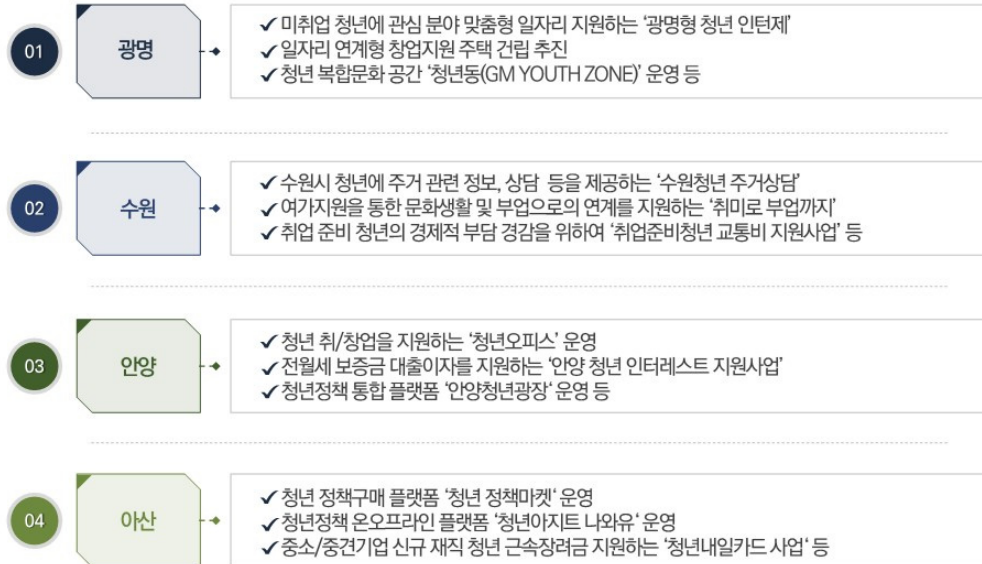 01
광명
✓ 미취업 청년에 관심 분야 맞춤형 일자리 지원하는 ‘광명형 청년 인턴제’
✓ 일자리 연계형 창업지원 주택 건립 추진
✓ 청년 복합문화 공간 ‘청년동(GM YOUTH ZONE)’ 운영 등
02
수원
✓ 수원시 청년에 주거 관련 정보, 상담 등을 제공하는 ‘수원청년 주거상담’
✓ 여가지원을 통한 문화생활 및 부업으로의 연계를 지원하는 ‘취미로 부업까지’
✓ 취업 준비 청년의 경제적 부담 경감을 위하여 ‘취업준비청년 교통비 지원사업’ 등
03
안양
✓ 청년 취/창업을 지원하는 ‘청년오피스’ 운영
✓ 전월세 보증금 대출이자를 지원하는 ‘안양 청년 인터레스트 지원사업’
✓ 청년정책 통합 플랫폼 ‘안양청년광장‘ 운영 등
04
아산
✓ 청년 정책구매 플랫폼 ‘청년 정책마켓‘ 운영
✓ 청년정책 온오프라인 플랫폼 ‘청년아지트 나와유‘ 운영
✓ 중소/중견기업 신규 재직 청년 근속장려금 지원하는 ‘청년내일카드 사업‘ 등